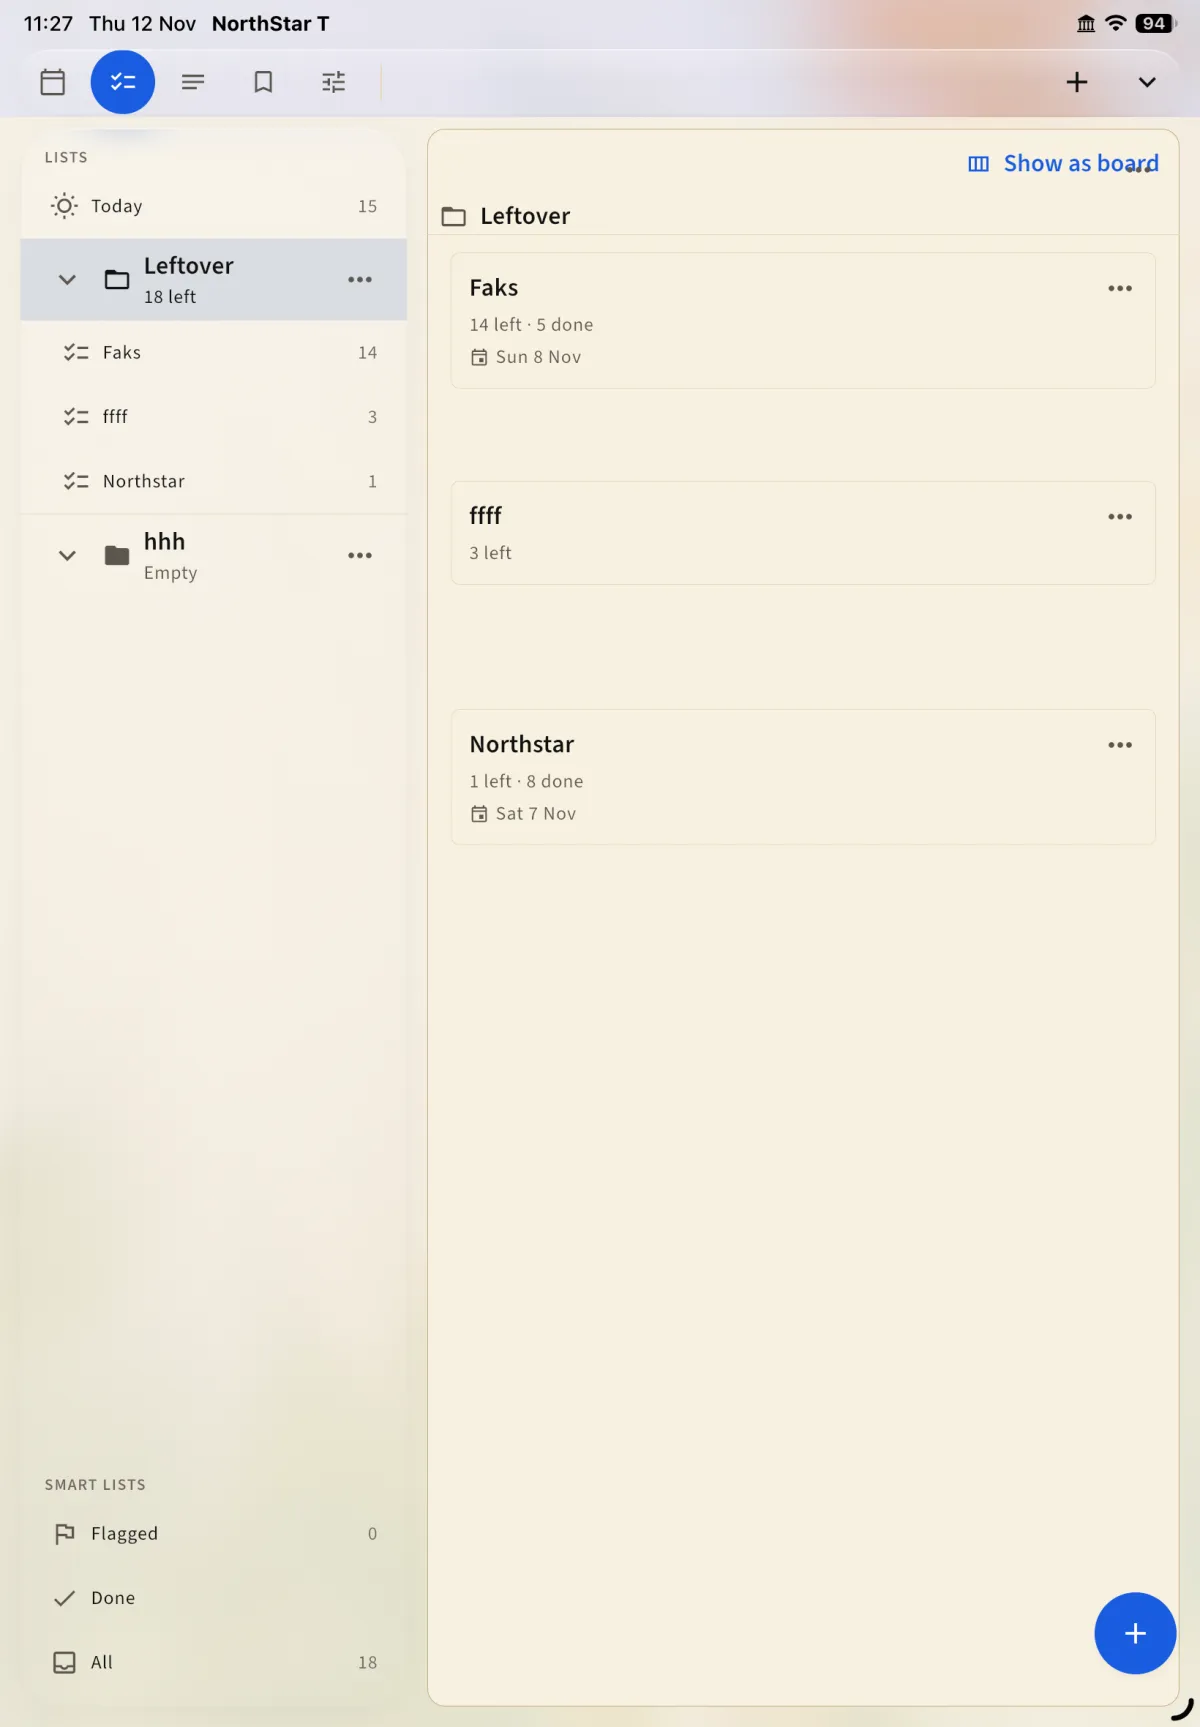 11:27 Thu 12 Nov NorthStar T
94
LISTS
Today 15
Leftover
18 left
Faks 14
ffff 3
Northstar 1
hhh
Empty
SMART LISTS
Flagged 0
Done
All 18
Show as board
Leftover
Faks
14 left · 5 done
Sun 8 Nov
ffff
3 left
Northstar
1 left · 8 done
Sat 7 Nov